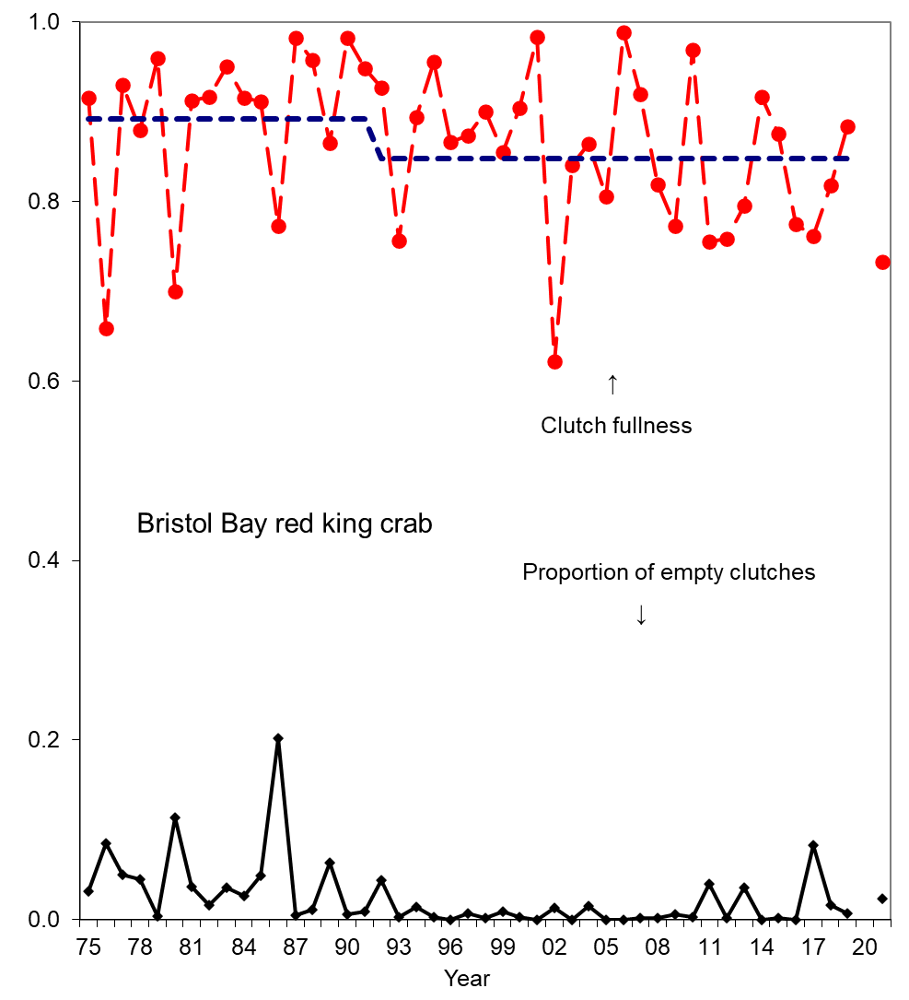 1.0
0.8
0.6
↑
Clutch fullness
Bristol Bay red king crab
0.4
Proportion of empty clutches
↓
0.2
0.0
75 78 81 84 87 90 93 96 99 02 05 08 11 14 17 20
Year